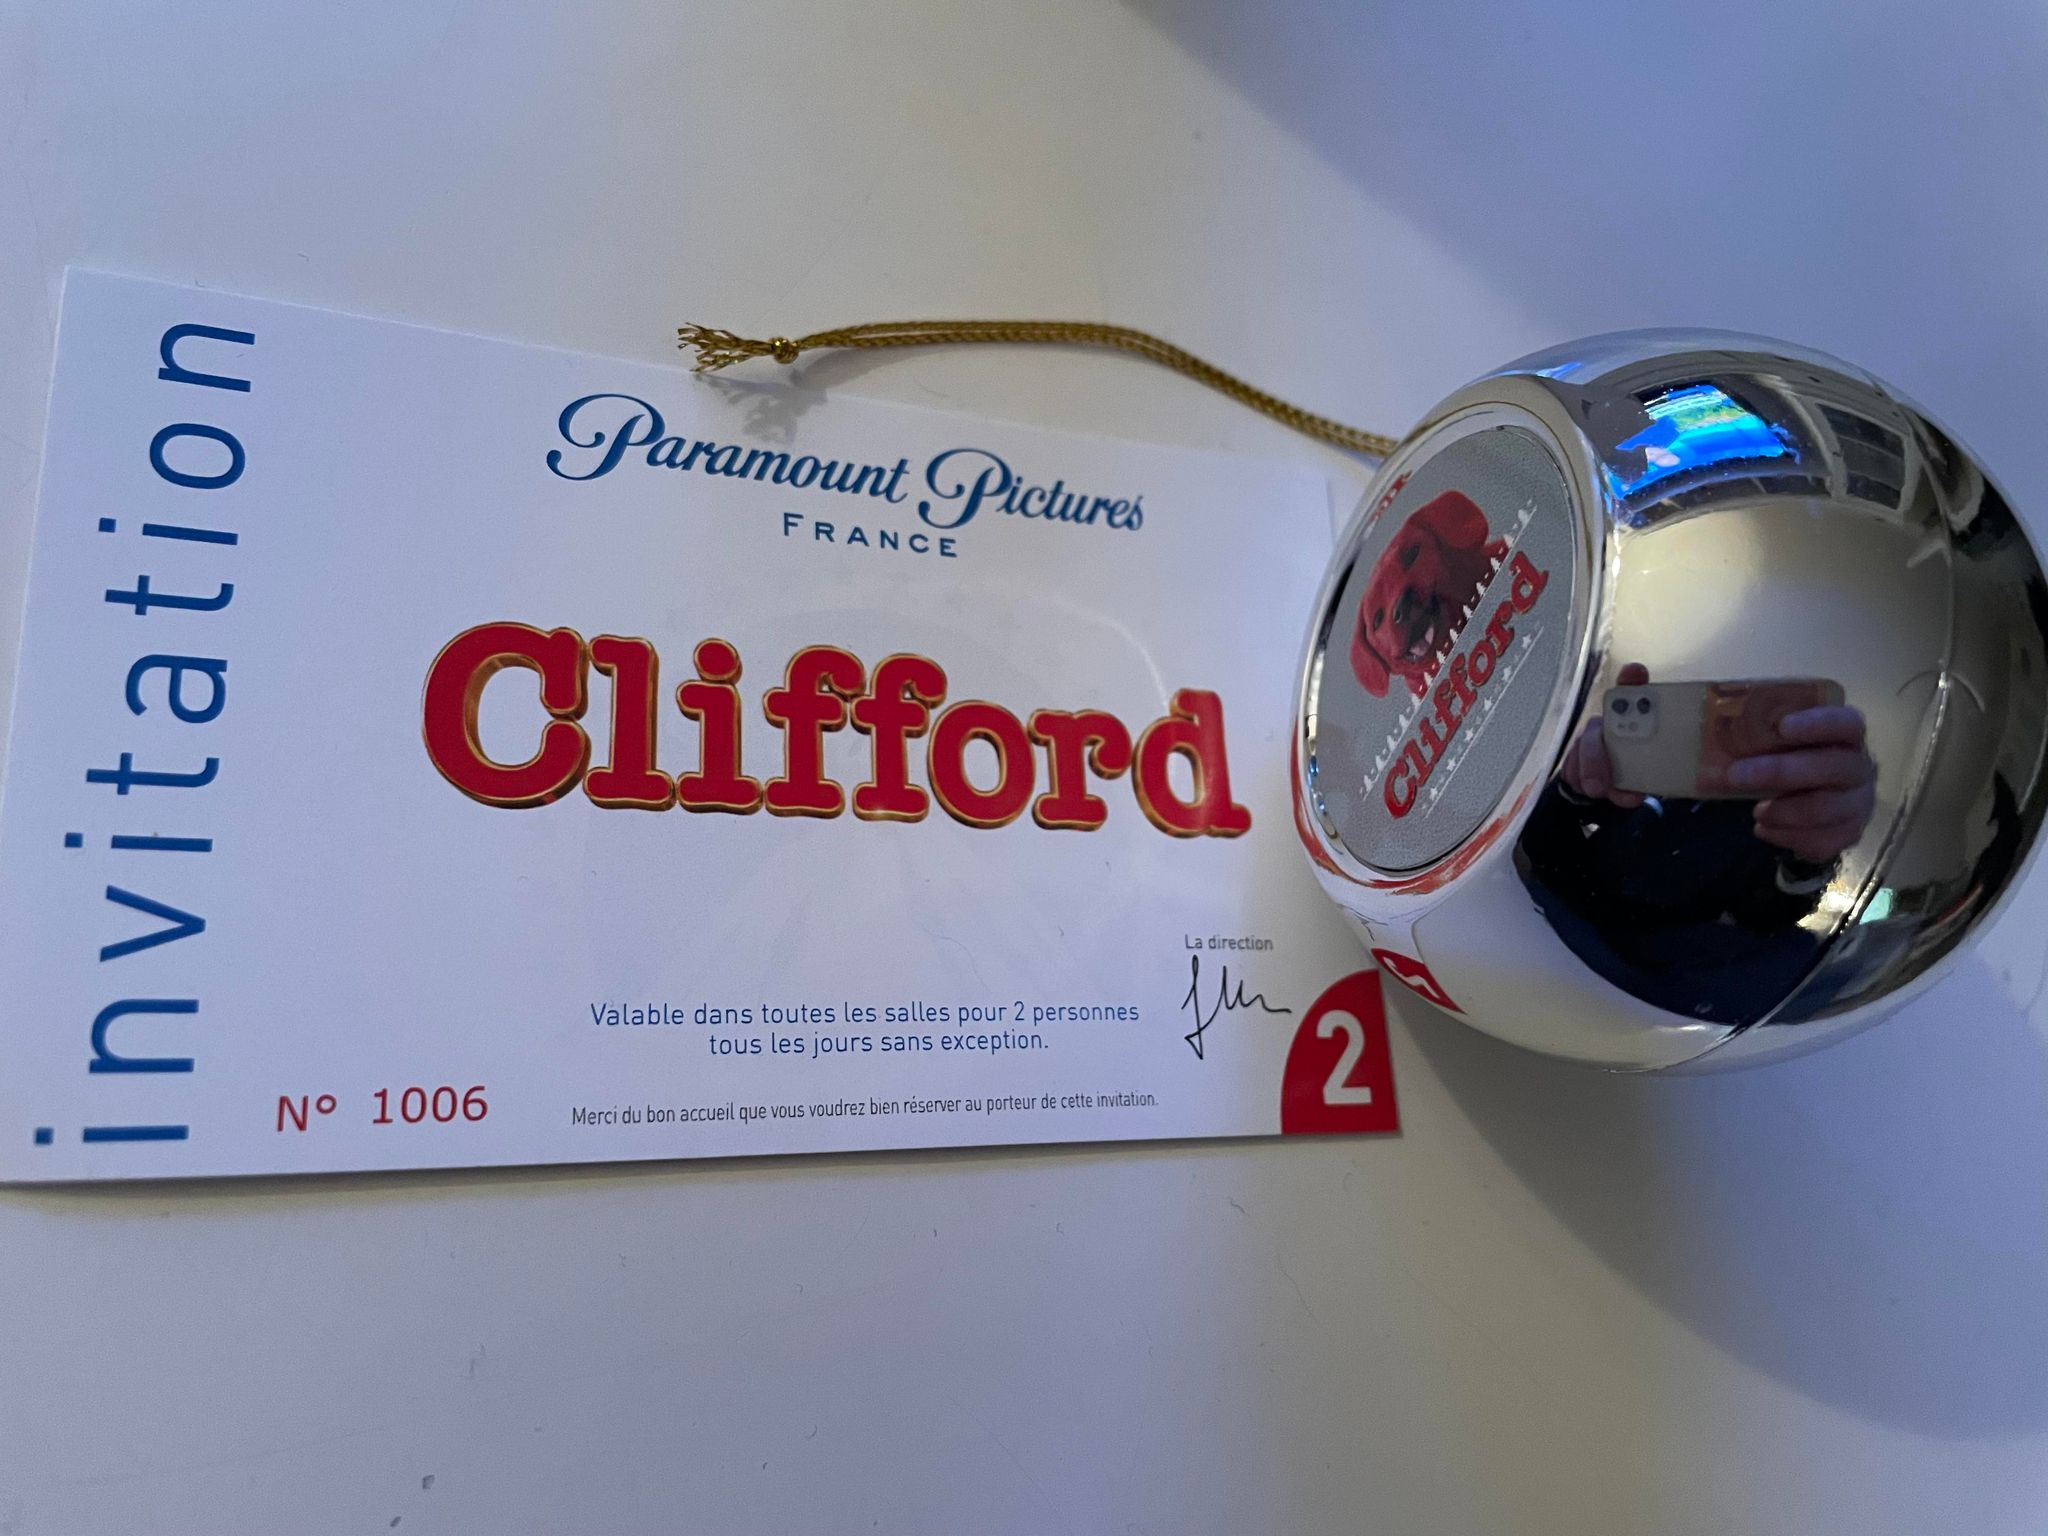 invitation
Paramount Pictures
FRANCE
Clifford
La direction
Valable dans toutes les salles pour 2 personnes
tous les jours sans exception.
N° 1006
Merci du bon accueil que vous voudrez bien réserver au porteur de cette invitation.
2
Clifford